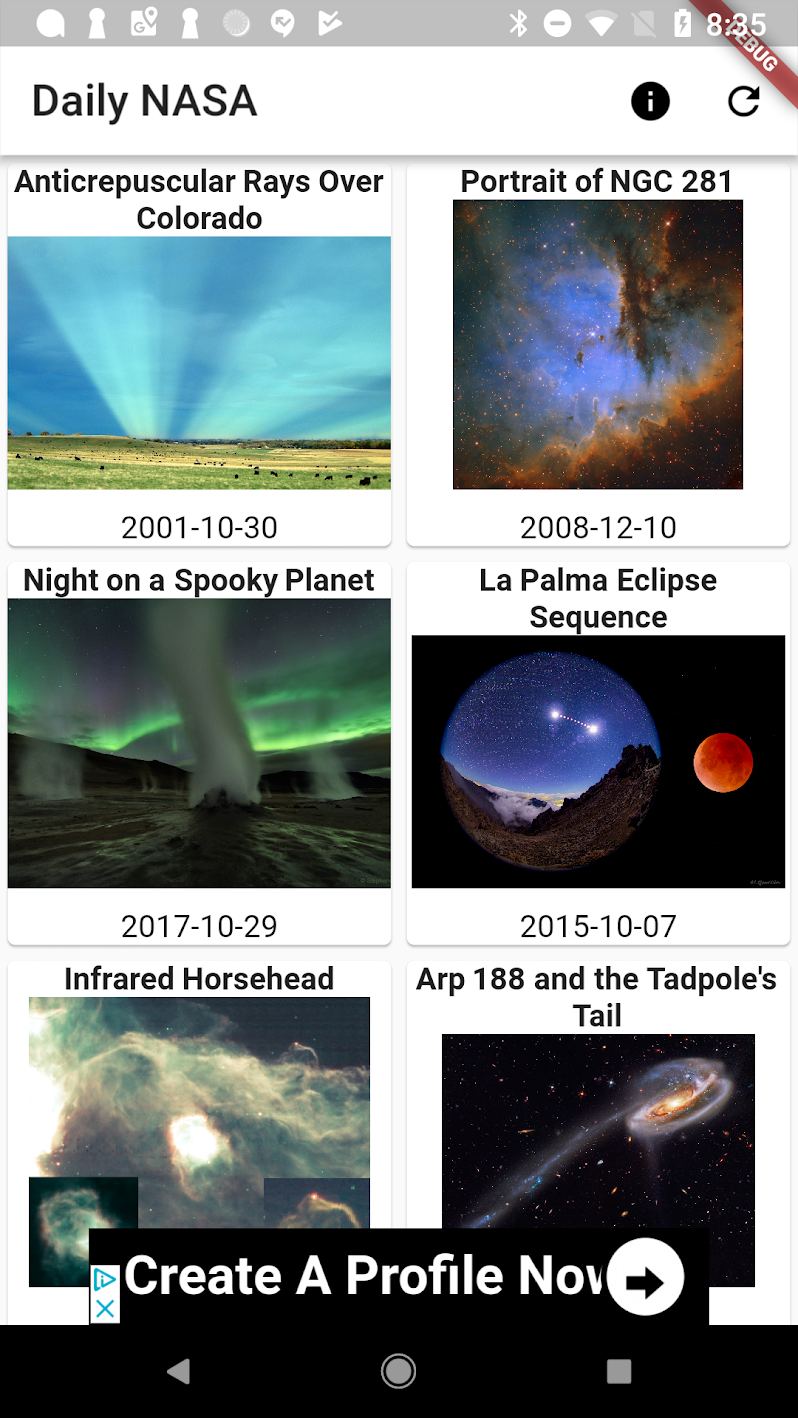 8:35
DEBUG
Daily NASA
Anticrepuscular Rays Over
Colorado
Portrait of NGC 281
2001-10-30
2008-12-10
Night on a Spooky Planet
La Palma Eclipse
Sequence
2017-10-29
2015-10-07
Infrared Horsehead
Arp 188 and the Tadpole's
Tail
Create A Profile Now